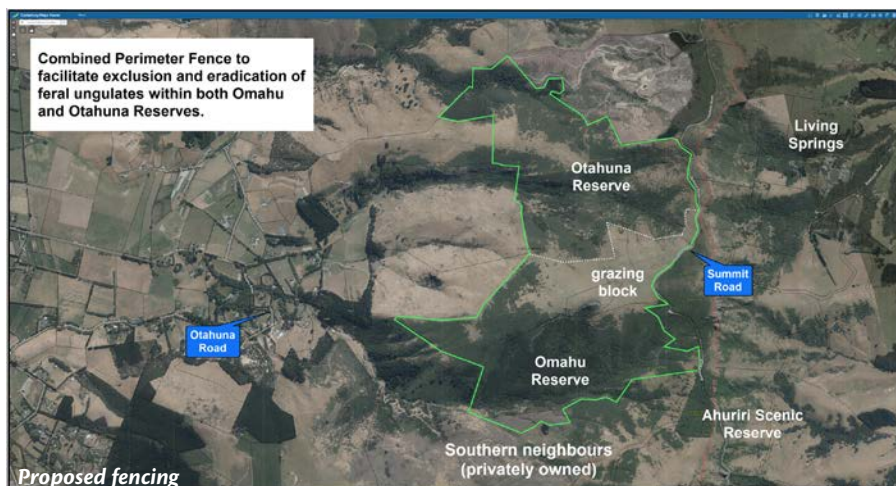 Combined Perimeter Fence to
facilitate exclusion and eradication of
feral ungulates within both Omahu
and Otahuna Reserves.
Living
Springs
Otahuna
Reserve
grazing
block
Summit
Road
Otahuna
Road
Omahu
Reserve
Ahuriri Scenic
Reserve
Southern neighbours
(privately owned)
Proposed fencing